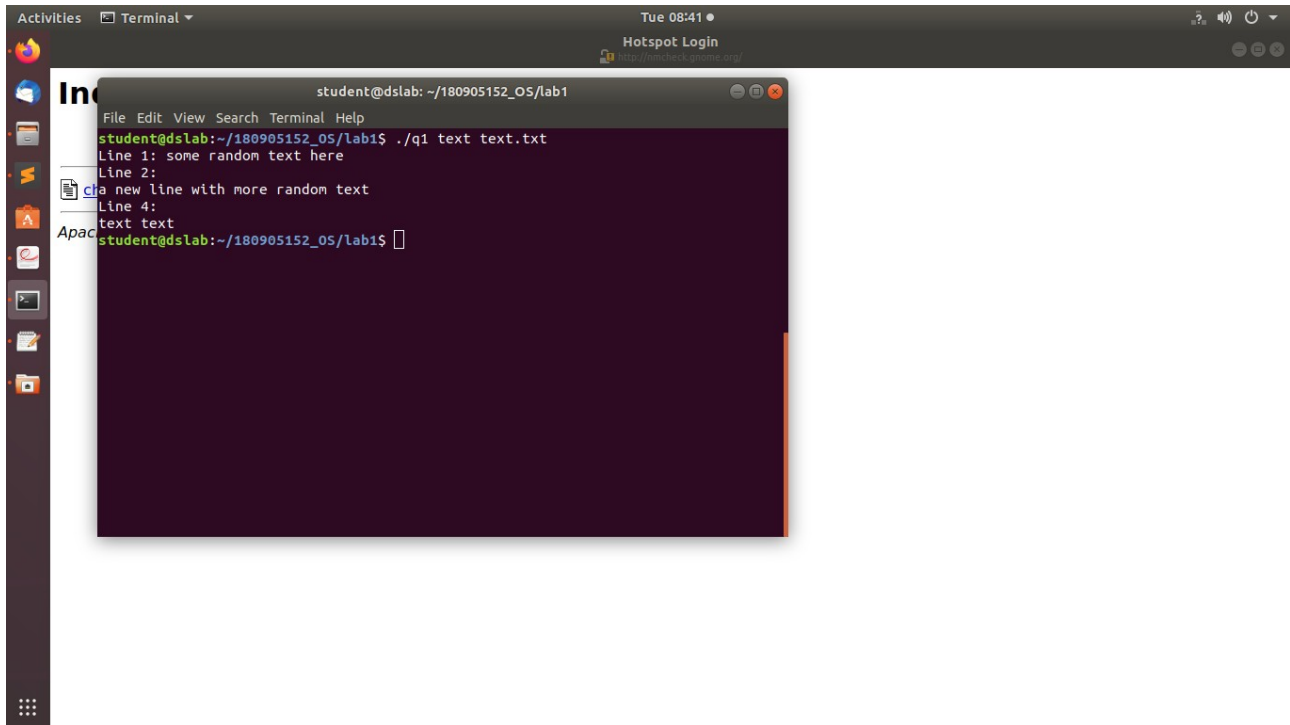 Activities Terminal Tue 08:41
Hotspot Login
http://nmcheck.gnome.org/
student@dslab: ~/180905152_OS/lab1
File Edit View Search Terminal Help
student@dslab:~/180905152_OS/lab1$ ./q1 text text.txt
Line 1: some random text here
Line 2:
a new line with more random text
Line 4:
text text
student@dslab:~/180905152_OS/lab1$
In
ch
Apac